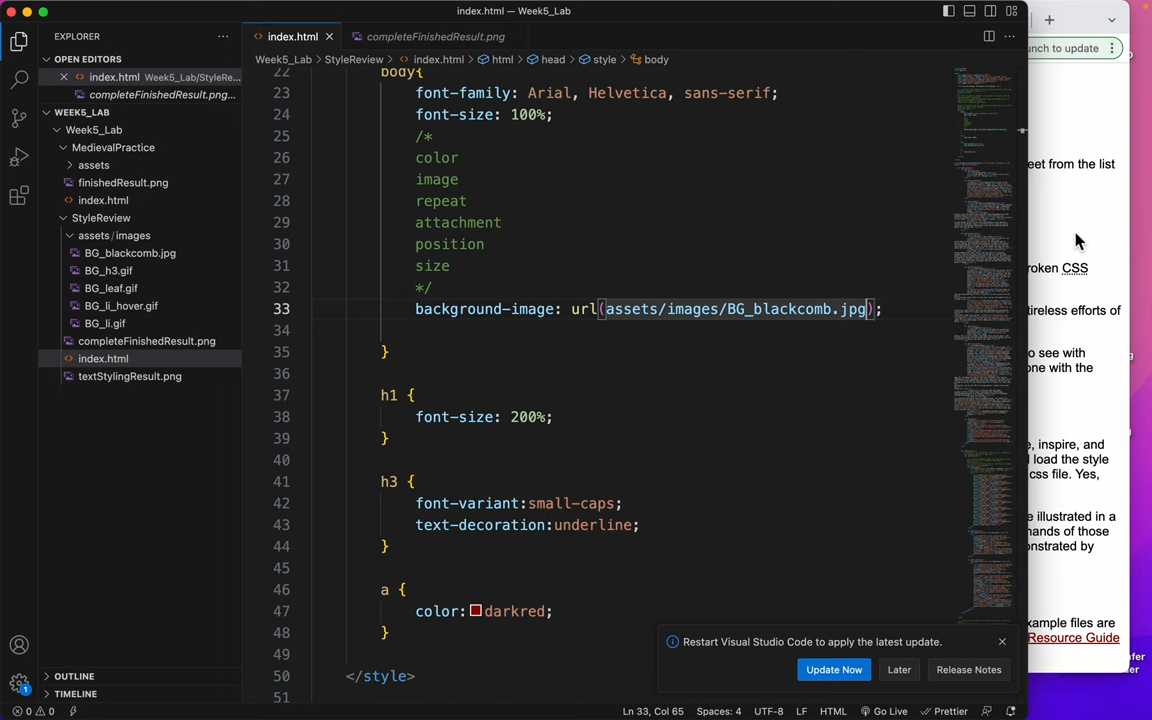 index.html — Week5_Lab
EXPLORER
index.html
completeFinishedResult.png
unch to update
OPEN EDITORS
Week5_Lab > StyleReview > index.html > html > head > style > body
index.html Week5_Lab/StyleRe...
completeFinishedResult.png...
WEEK5_LAB
Week5_Lab
MedievalPractice
assets
finishedResult.png
index.html
StyleReview
assets / images
BG_blackcomb.jpg
BG_h3.gif
BG_leaf.gif
BG_li_hover.gif
BG_li.gif
completeFinishedResult.png
index.html
textStylingResult.png
OUTLINE
TIMELINE
22 body{
23 font-family: Arial, Helvetica, sans-serif;
24 font-size: 100%;
25 /*
26 color
27 image
28 repeat
29 attachment
30 position
31 size
32 */
33 background-image: url(assets/images/BG_blackcomb.jpg);
34
35 }
36
37 h1 {
38 font-size: 200%;
39 }
40
41 h3 {
42 font-variant:small-caps;
43 text-decoration:underline;
44 }
45
46 a {
47 color: darkred;
48 }
49
50 </style>
51
eet from the list
roken CSS
tireless efforts of
o see with
one with the
e, inspire, and
d load the style
css file. Yes,
e illustrated in a
hands of those
onstrated by
xample files are
Resource Guide
Restart Visual Studio Code to apply the latest update.
Update Now
Later
Release Notes
1
0 0
Ln 33, Col 65
Spaces: 4
UTF-8
LF
HTML
Go Live
Prettier